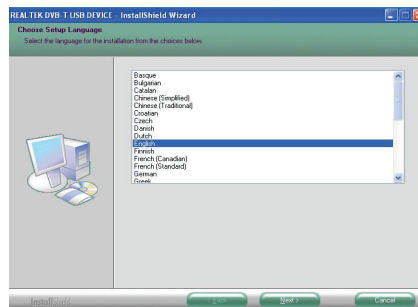 REALTEK DVB-T USB DEVICE - InstallShield Wizard
Choose Setup Language
Select the language for the installation from the choices below.
Basque
Bulgarian
Catalan
Chinese (Simplified)
Chinese (Traditional)
Croatian
Czech
Danish
Dutch
English
Finnish
French (Canadian)
French (Standard)
German
Greek
InstallShield
Next >
Cancel